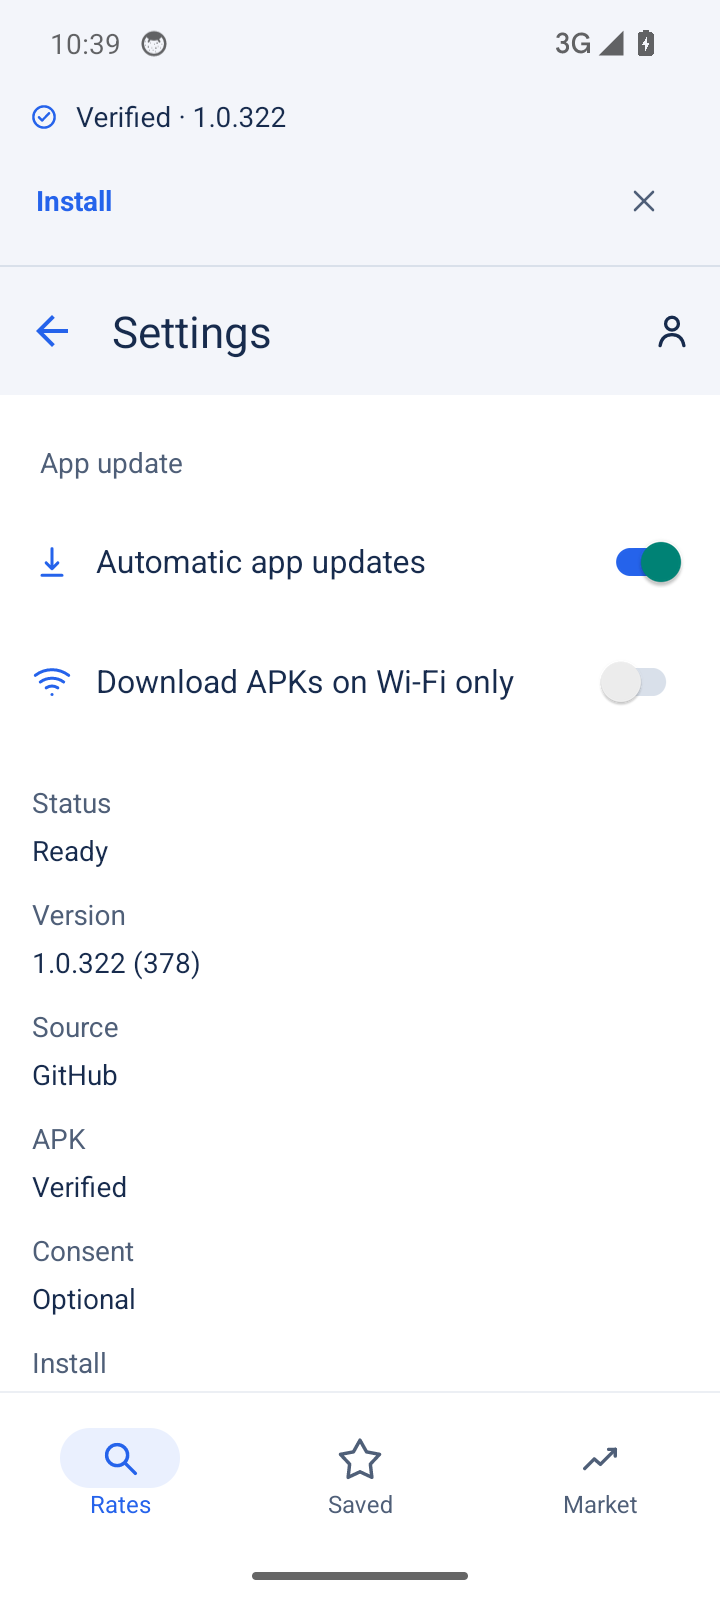 10:39
3G
Verified · 1.0.322
Install
Settings
App update
Automatic app updates
Download APKs on Wi-Fi only
Status
Ready
Version
1.0.322 (378)
Source
GitHub
APK
Verified
Consent
Optional
Install
Rates
Saved
Market